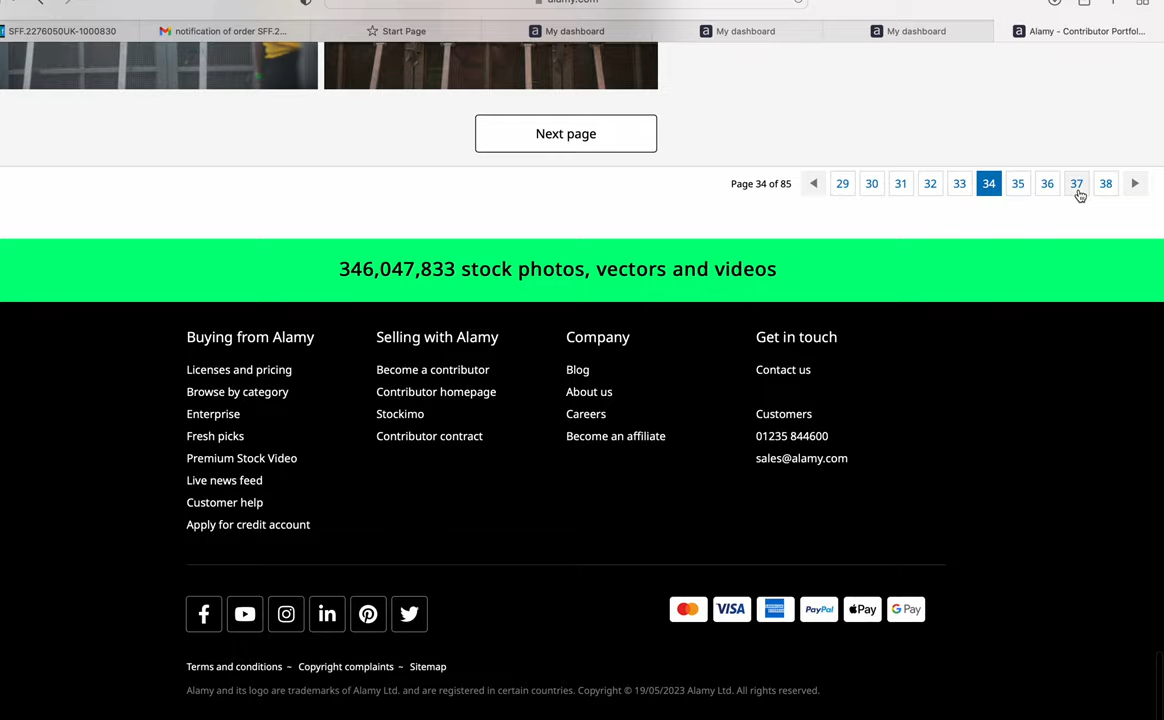 alamy.com
SFF.2276050UK-1000830
notification of order SFF.2...
Start Page
My dashboard
My dashboard
My dashboard
Alamy - Contributor Portfol...
Next page
Page 34 of 85
29 30 31 32 33 34 35 36 37 38
346,047,833 stock photos, vectors and videos
Buying from Alamy
Licenses and pricing
Browse by category
Enterprise
Fresh picks
Premium Stock Video
Live news feed
Customer help
Apply for credit account
Selling with Alamy
Become a contributor
Contributor homepage
Stockimo
Contributor contract
Company
Blog
About us
Careers
Become an affiliate
Get in touch
Contact us
Customers
01235 844600
sales@alamy.com
VISA
PayPal
Pay
G Pay
Terms and conditions ~ Copyright complaints ~ Sitemap
Alamy and its logo are trademarks of Alamy Ltd. and are registered in certain countries. Copyright © 19/05/2023 Alamy Ltd. All rights reserved.